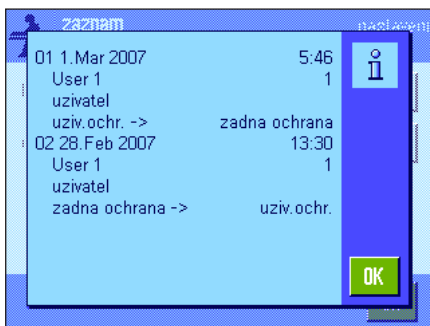 zaznam nastaveni
01 1.Mar 2007 5:46
User 1 1
uzivatel
uziv.ochr. -> zadna ochrana
02 28.Feb 2007 13:30
User 1 1
uzivatel
zadna ochrana -> uziv.ochr.
OK